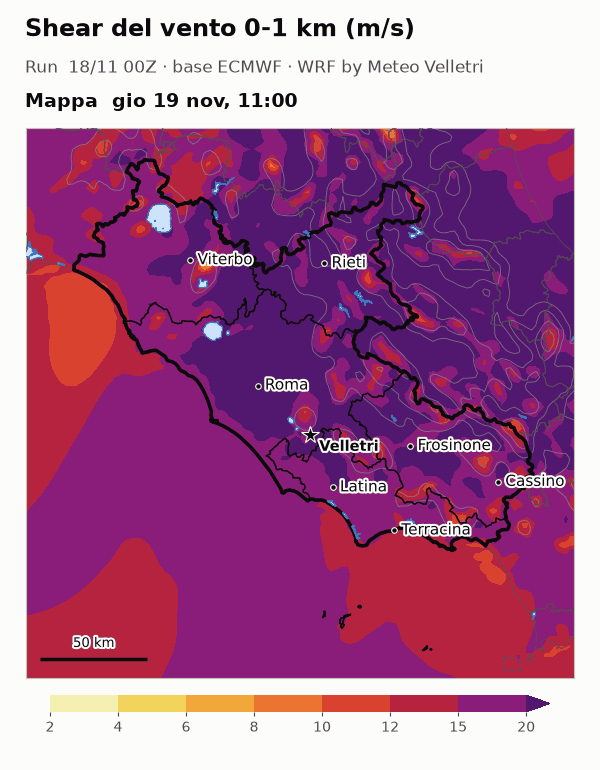 Shear del vento 0-1 km (m/s)
Run 18/11 00Z · base ECMWF · WRF by Meteo Velletri
Mappa gio 19 nov, 11:00
Viterbo
Rieti
Roma
Velletri
Frosinone
Latina
Cassino
Terracina
50 km
2 4 6 8 10 12 15 20